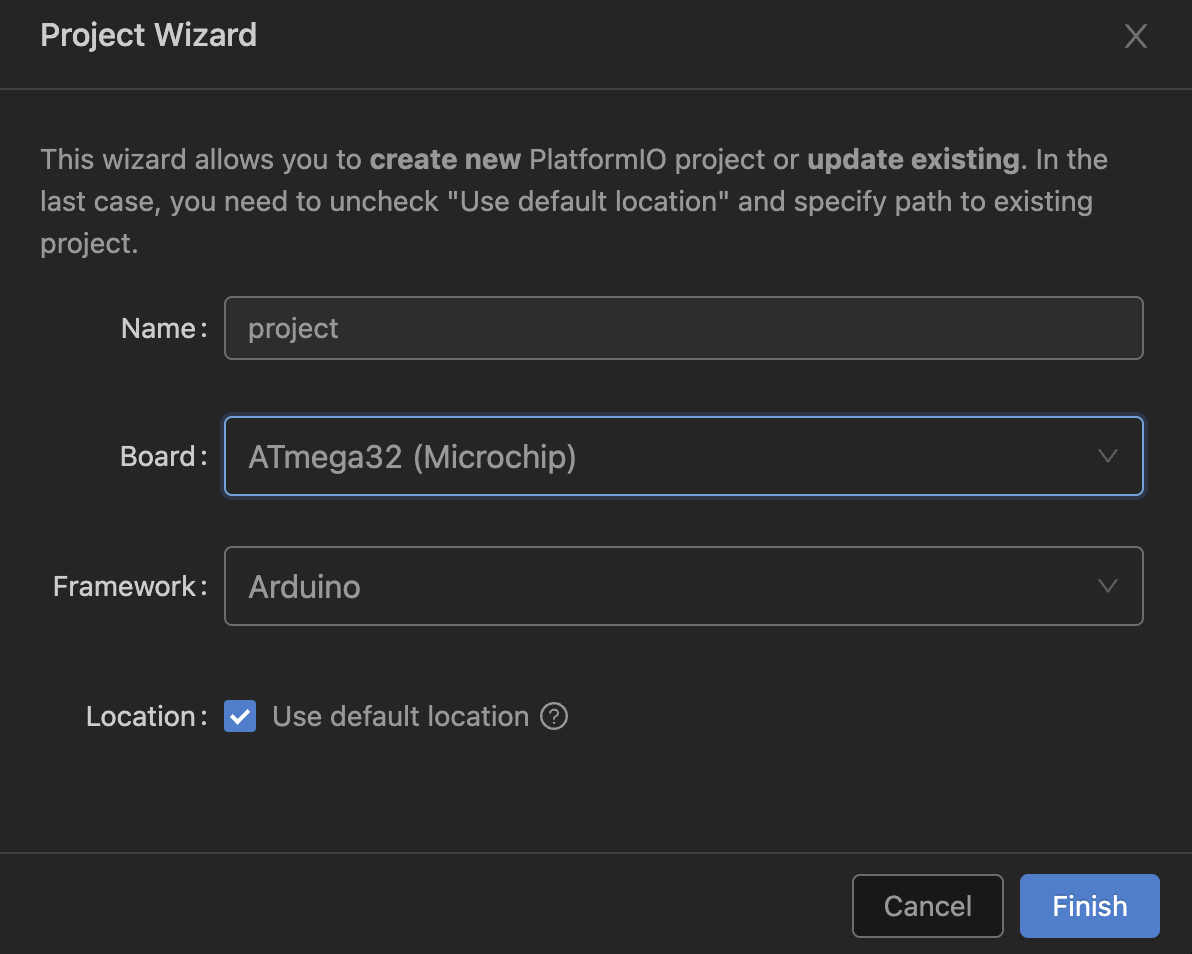 Project Wizard
This wizard allows you to create new PlatformIO project or update existing. In the
last case, you need to uncheck "Use default location" and specify path to existing
project.
Name: project
Board: ATmega32 (Microchip)
Framework: Arduino
Location: Use default location ?
Cancel Finish